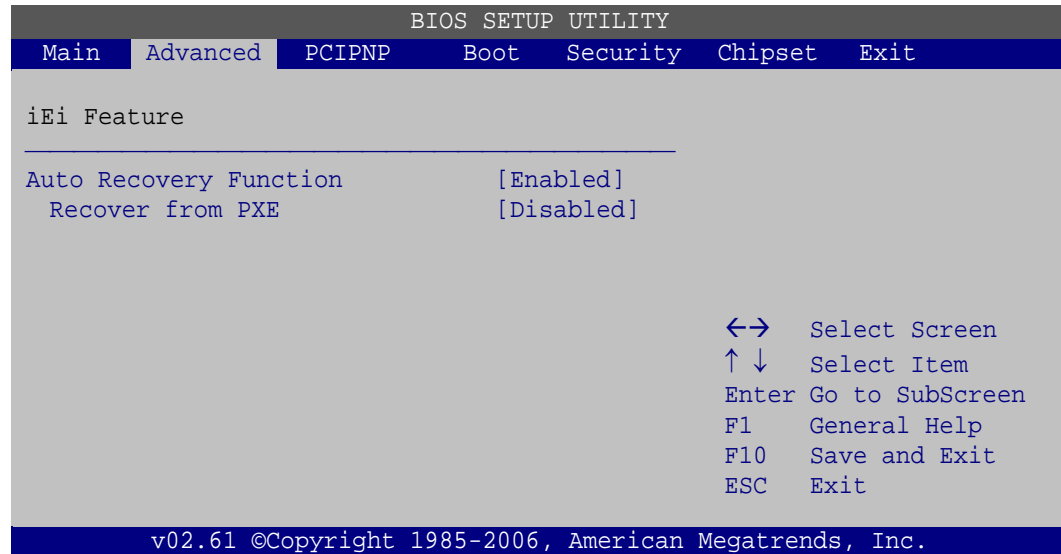 BIOS SETUP UTILITY
Main Advanced PCIPNP Boot Security Chipset Exit
iEi Feature
Auto Recovery Function [Enabled]
Recover from PXE [Disabled]
←→ Select Screen
↑ ↓ Select Item
Enter Go to SubScreen
F1 General Help
F10 Save and Exit
ESC Exit
v02.61 ©Copyright 1985-2006, American Megatrends, Inc.